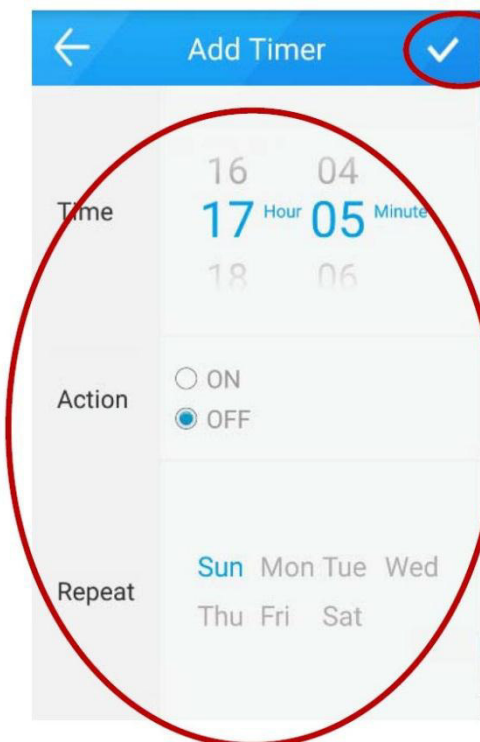 Add Timer
16 04
Time
17 Hour 05 Minute
18 06
Action
ON
OFF
Repeat
Sun Mon Tue Wed
Thu Fri Sat